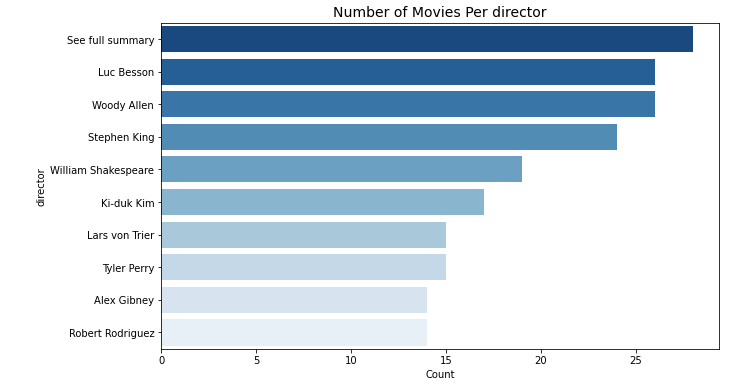 Number of Movies Per director
See full summary
Luc Besson
Woody Allen
Stephen King
William Shakespeare
Ki-duk Kim
Lars von Trier
Tyler Perry
Alex Gibney
Robert Rodriguez
director
0 5 10 15 20 25
Count